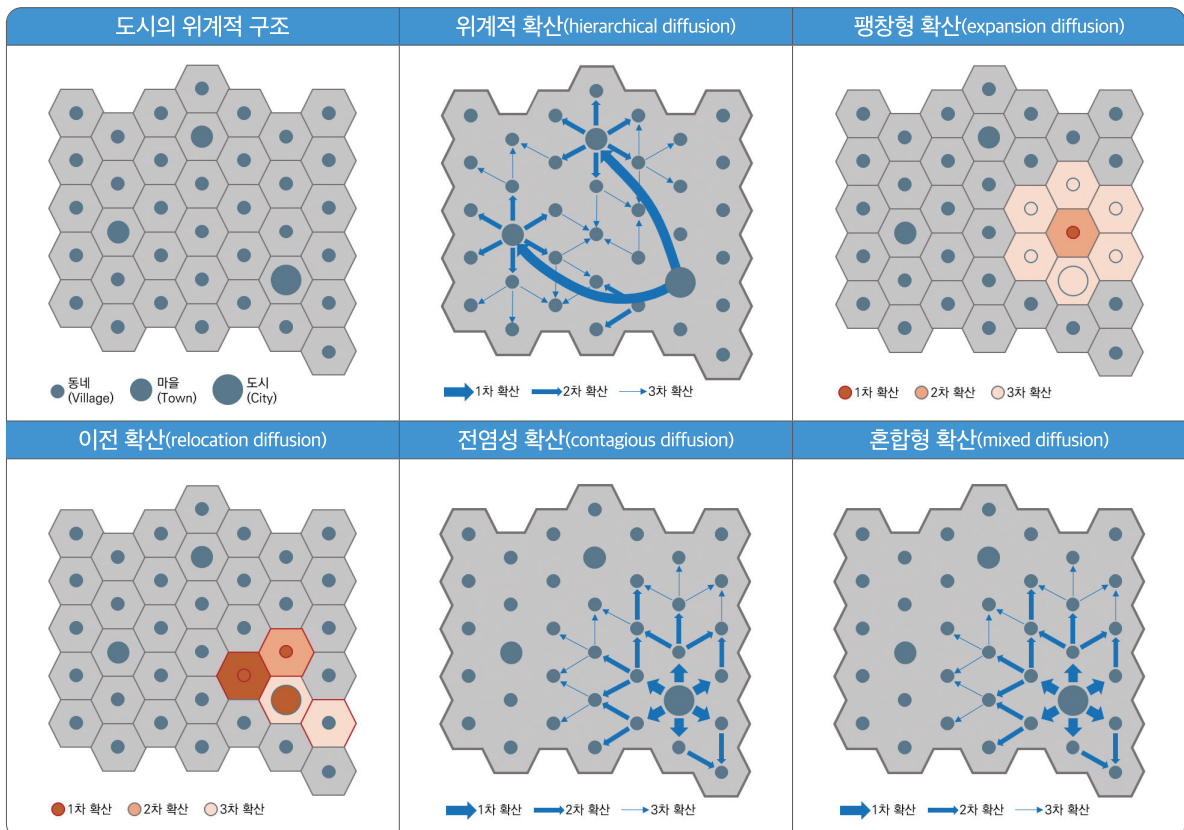 도시의 위계적 구조
위계적 확산(hierarchical diffusion)
팽창형 확산(expansion diffusion)
동네
(Village)
마을
(Town)
도시
(City)
1차 확산
2차 확산
3차 확산
1차 확산
2차 확산
3차 확산
이전 확산(relocation diffusion)
전염성 확산(contagious diffusion)
혼합형 확산(mixed diffusion)
1차 확산
2차 확산
3차 확산
1차 확산
2차 확산
3차 확산
1차 확산
2차 확산
3차 확산